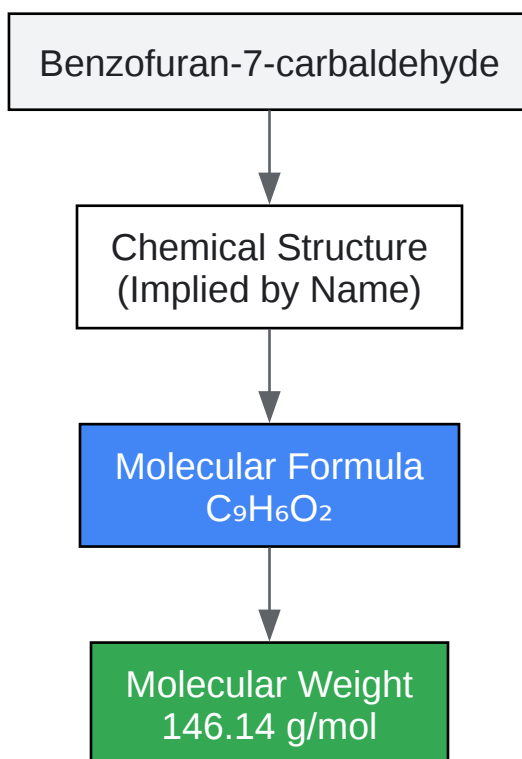 Benzofuran-7-carbaldehyde
Chemical Structure
(Implied by Name)
Molecular Formula
C₉H₆O₂
Molecular Weight
146.14 g/mol